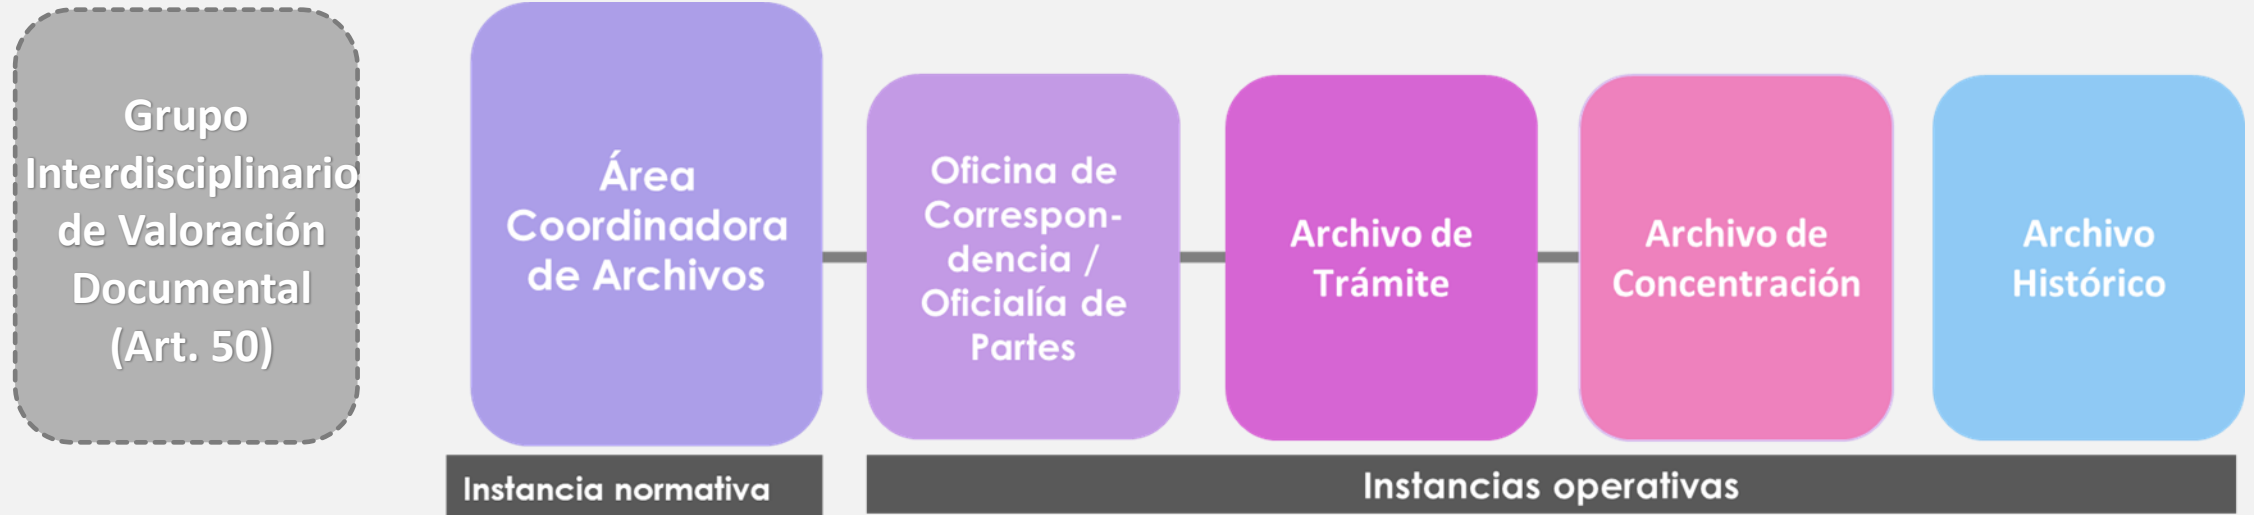 Grupo
Interdisciplinario
de Valoración
Documental
(Art. 50)
Área
Coordinadora
de Archivos
Oficina de
Correspon-
dencia /
Oficialía de
Partes
Archivo de
Trámite
Archivo de
Concentración
Archivo
Histórico
Instancia normativa
Instancias operativas